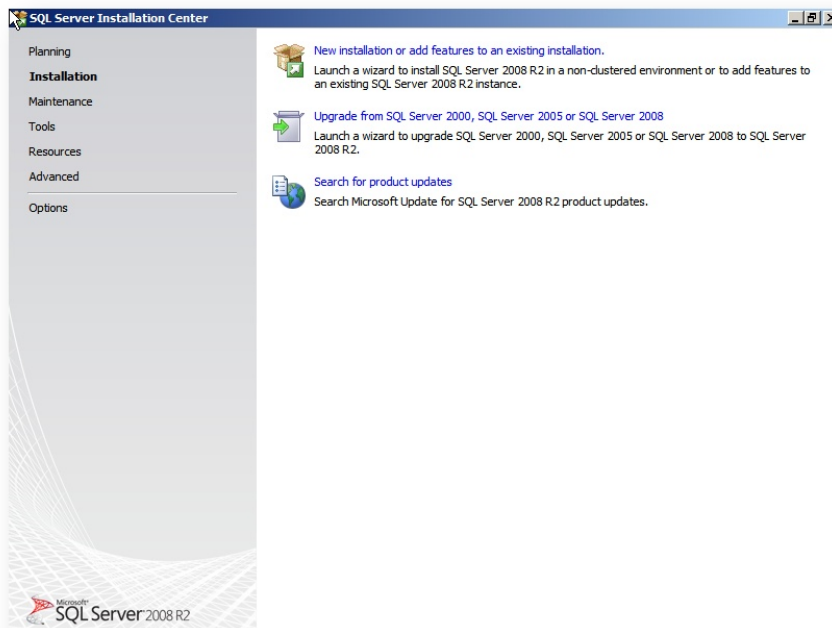 SQL Server Installation Center
Planning
Installation
Maintenance
Tools
Resources
Advanced
Options
New installation or add features to an existing installation.
Launch a wizard to install SQL Server 2008 R2 in a non-clustered environment or to add features to
an existing SQL Server 2008 R2 instance.
Upgrade from SQL Server 2000, SQL Server 2005 or SQL Server 2008
Launch a wizard to upgrade SQL Server 2000, SQL Server 2005 or SQL Server 2008 to SQL Server
2008 R2.
Search for product updates
Search Microsoft Update for SQL Server 2008 R2 product updates.
Microsoft®
SQL Server 2008 R2